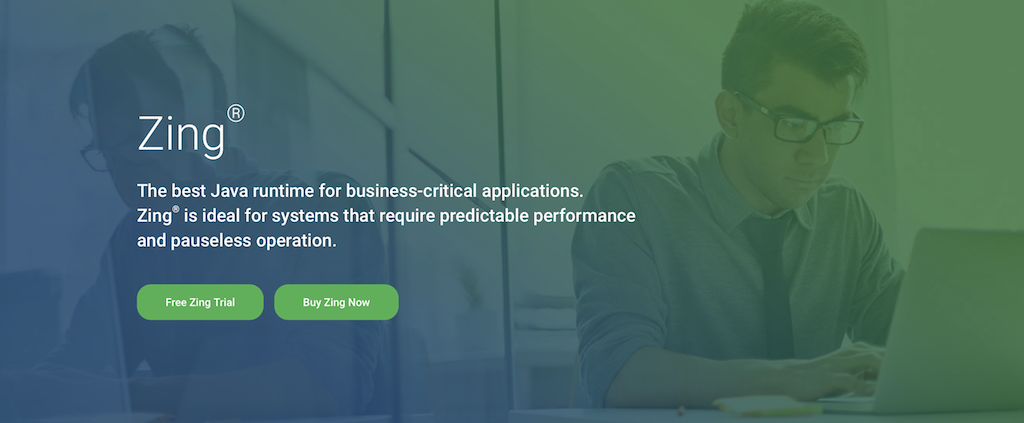 Zing®
The best Java runtime for business-critical applications.
Zing® is ideal for systems that require predictable performance
and pauseless operation.
Free Zing Trial
Buy Zing Now